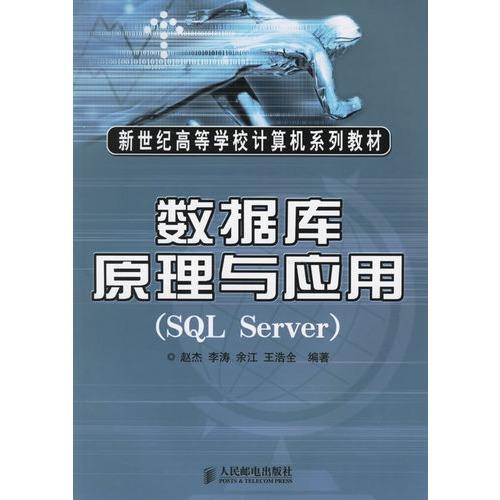 新世纪高等学校计算机系列教材
数据库
原理与应用
(SQL Server)
◎ 赵杰 李涛 余江 王浩全 编著
人民邮电出版社
POSTS & TELECOM PRESS